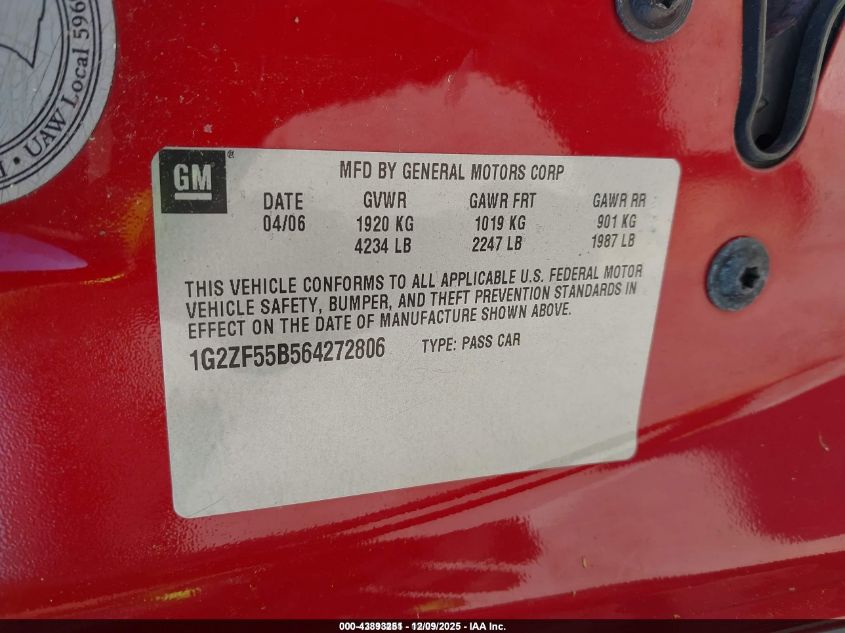 UAW Local 596
GM
MFD BY GENERAL MOTORS CORP
DATE GVWR GAWR FRT GAWR RR
04/06 1920 KG 1019 KG 901 KG
4234 LB 2247 LB 1987 LB
THIS VEHICLE CONFORMS TO ALL APPLICABLE U.S. FEDERAL MOTOR
VEHICLE SAFETY, BUMPER, AND THEFT PREVENTION STANDARDS IN
EFFECT ON THE DATE OF MANUFACTURE SHOWN ABOVE.
1G2ZF55B564272806 TYPE: PASS CAR
12/09/2025 - IAA Inc.